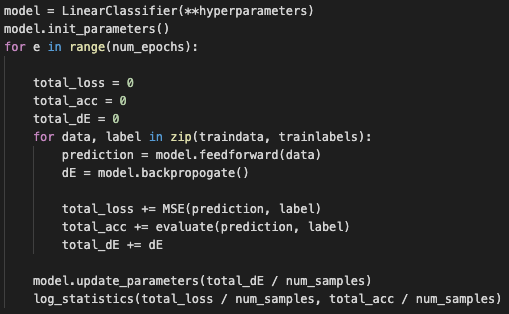 model = LinearClassifier(**hyperparameters)
model.init_parameters()
for e in range(num_epochs):
total_loss = 0
total_acc = 0
total_dE = 0
for data, label in zip(traindata, trainlabels):
prediction = model.feedforward(data)
dE = model.backpropogate()
total_loss += MSE(prediction, label)
total_acc += evaluate(prediction, label)
total_dE += dE
model.update_parameters(total_dE / num_samples)
log_statistics(total_loss / num_samples, total_acc / num_samples)